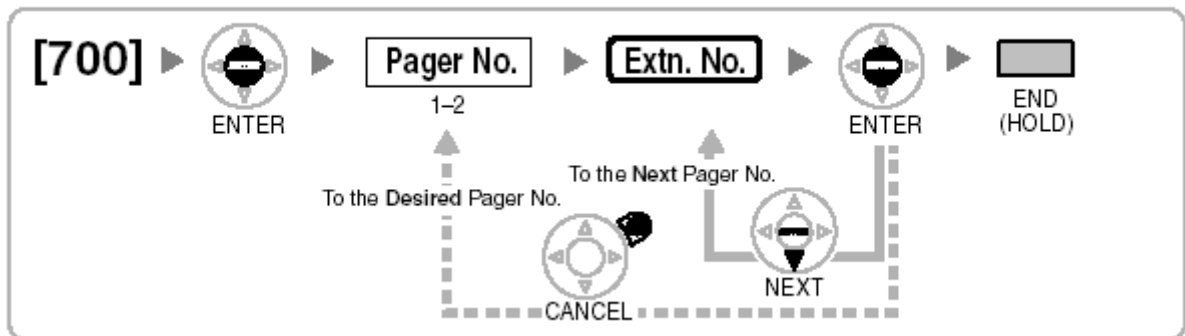 [700]
ENTER
Pager No.
1–2
Extn. No.
ENTER
END
(HOLD)
To the Next Pager No.
To the Desired Pager No.
NEXT
CANCEL